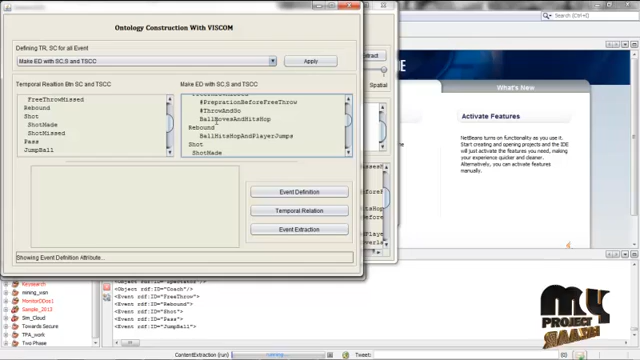 Ontology Construction With VISCOM
Defining TR, SC for all Event
Make ED with SC,S and TSCC
Apply
Temporal Realtion Btn SC and TSCC
Make ED with SC,S and TSCC
FreeThrowMissed
Rebound
Shot
ShotMade
ShotMissed
Pass
JumpBall
#PreprationBeforeFreeThrow
#ThrowAndGo
BallMovesAndHitsHop
Rebound
BallHitsHopAndPlayerJumps
Shot
ShotMade
Event Definition
Temporal Relation
Event Extraction
Showing Event Definition Attribute...
Spatial
What's New
Activate Features
NetBeans turns on functionality as you use it.
Start creating and opening projects and the IDE
will just activate the features you need, making
your experience quicker and cleaner.
Alternatively, you can activate features
manually.
mining_van
MonitorDDos1
Sample_2013
Sim_Cloud
Towards Secure
TPA_work
Two Phase
<Object rdf:ID="Coach">
<Event rdf:ID="FreeThrow">
<Event rdf:ID="Rebound">
<Event rdf:ID="Shot">
<Event rdf:ID="Pass">
<Event rdf:ID="JumpBall">
ContentExtraction (run)
running...
Tweet:
MY
PROJECT